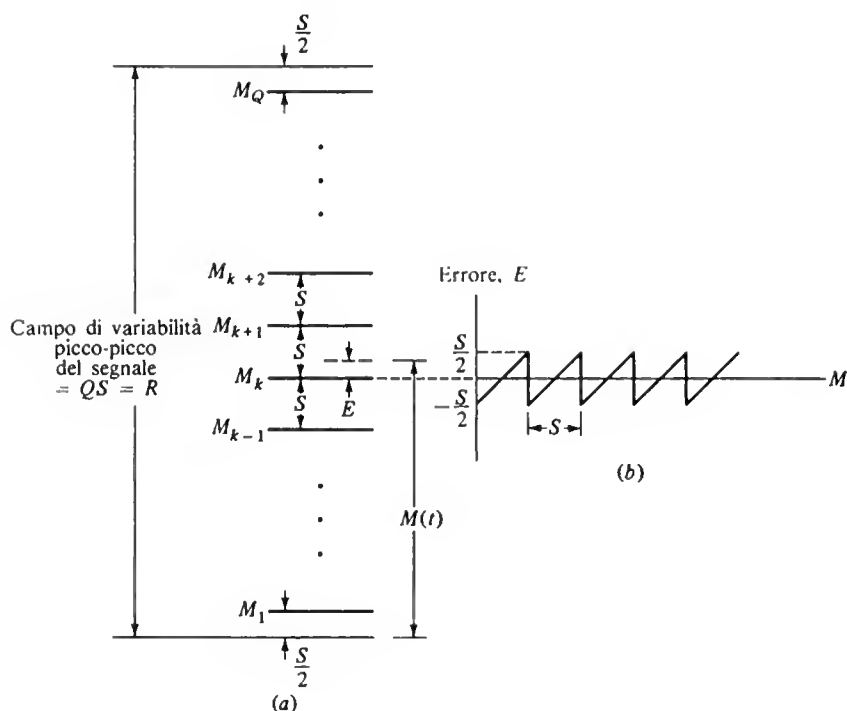 S/2
M_Q
M_{k + 2}
S
M_{k+1}
S
M_k
S
E
M_{k-1}
M(t)
M_1
S/2
Campo di variabilità
picco-picco
del segnale
= QS = R
(a)
Errore, E
S/2
-S/2
S
M
(b)